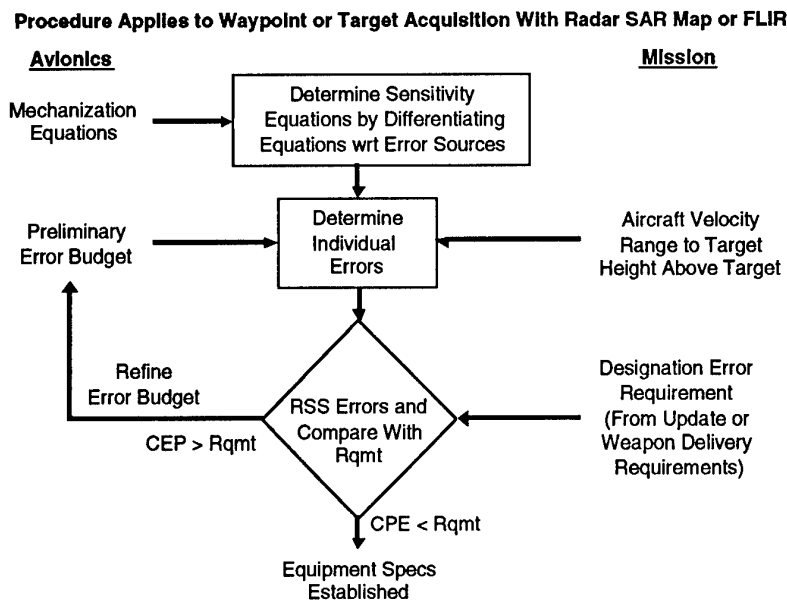 Procedure Applies to Waypoint or Target Acquisition With Radar SAR Map or FLIR
Avionics
Mission
Mechanization
Equations
Determine Sensitivity
Equations by Differentiating
Equations wrt Error Sources
Preliminary
Error Budget
Determine
Individual
Errors
Aircraft Velocity
Range to Target
Height Above Target
Refine
Error Budget
CEP > Rqmt
RSS Errors and
Compare With
Rqmt
Designation Error
Requirement
(From Update or
Weapon Delivery
Requirements)
CPE < Rqmt
Equipment Specs
Established